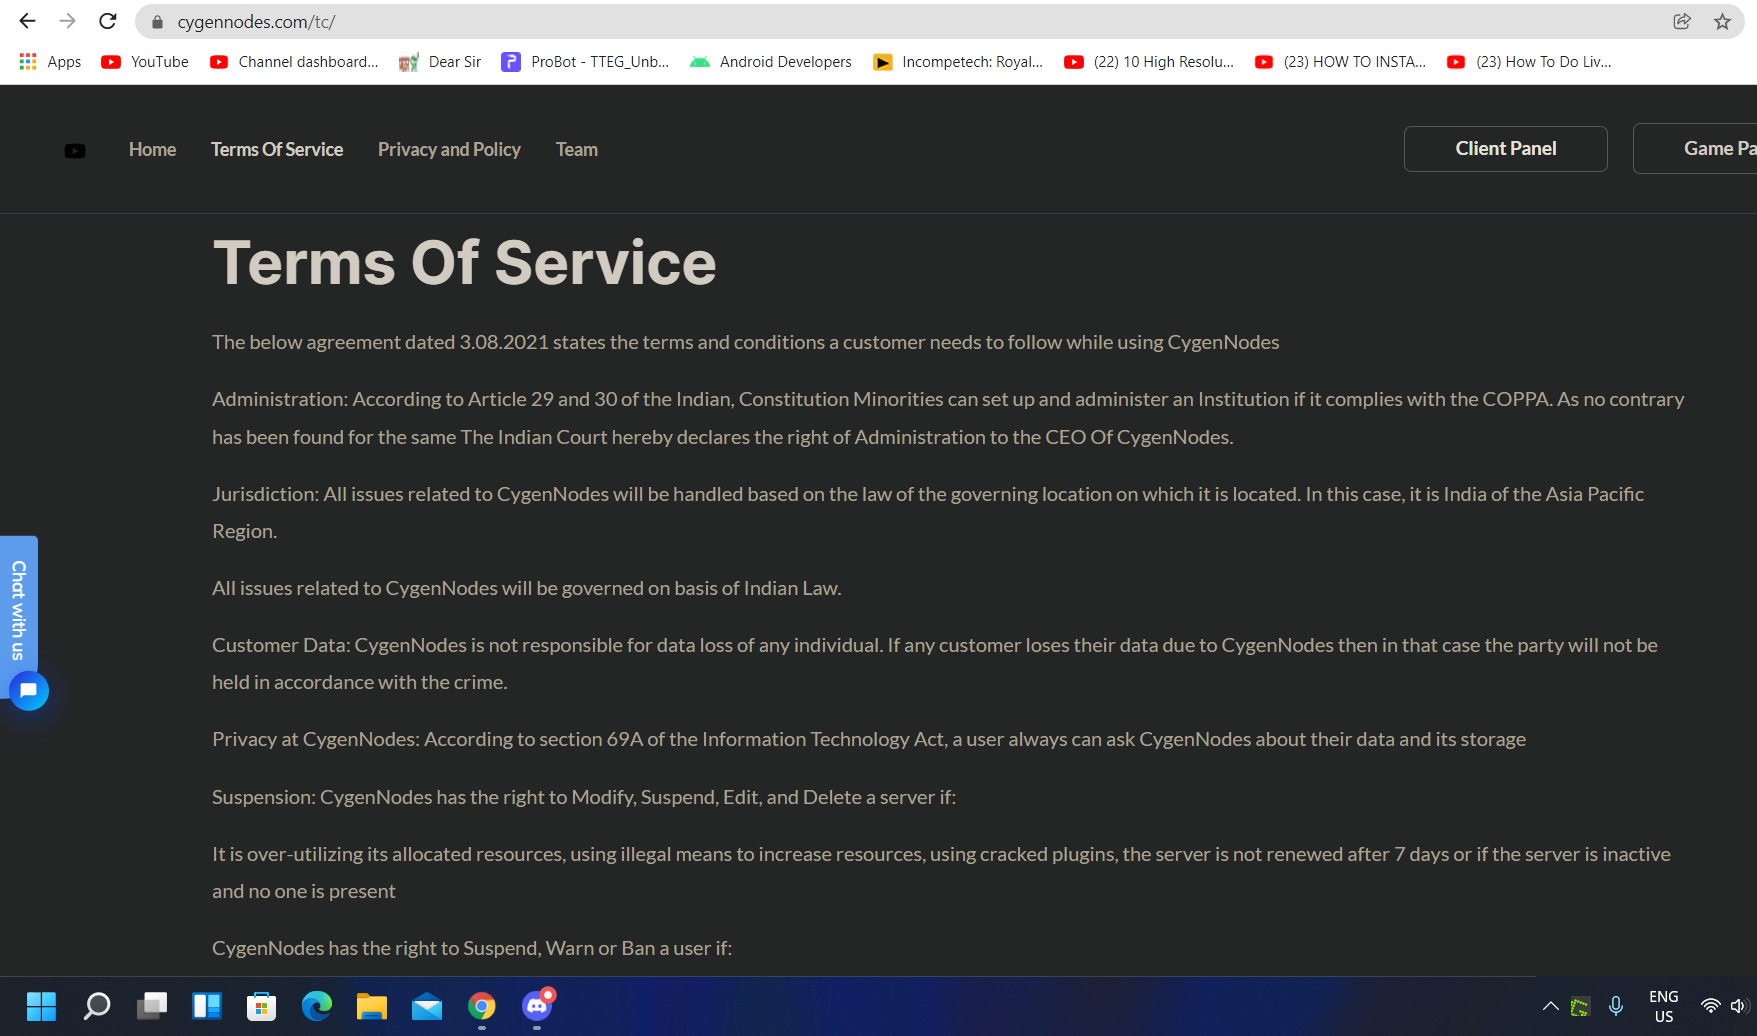 cygennodes.com/tc/
Apps YouTube Channel dashboard... Dear Sir ProBot - TTEG_Unb... Android Developers Incompetech: Royal... (22) 10 High Resolu... (23) HOW TO INSTA... (23) How To Do Liv...
Home Terms Of Service Privacy and Policy Team Client Panel Game Pa
Terms Of Service
The below agreement dated 3.08.2021 states the terms and conditions a customer needs to follow while using CygenNodes
Administration: According to Article 29 and 30 of the Indian, Constitution Minorities can set up and administer an Institution if it complies with the COPPA. As no contrary
has been found for the same The Indian Court hereby declares the right of Administration to the CEO Of CygenNodes.
Jurisdiction: All issues related to CygenNodes will be handled based on the law of the governing location on which it is located. In this case, it is India of the Asia Pacific
Region.
All issues related to CygenNodes will be governed on basis of Indian Law.
Customer Data: CygenNodes is not responsible for data loss of any individual. If any customer loses their data due to CygenNodes then in that case the party will not be
held in accordance with the crime.
Privacy at CygenNodes: According to section 69A of the Information Technology Act, a user always can ask CygenNodes about their data and its storage
Suspension: CygenNodes has the right to Modify, Suspend, Edit, and Delete a server if:
It is over-utilizing its allocated resources, using illegal means to increase resources, using cracked plugins, the server is not renewed after 7 days or if the server is inactive
and no one is present
CygenNodes has the right to Suspend, Warn or Ban a user if:
Chat with us
ENG
US